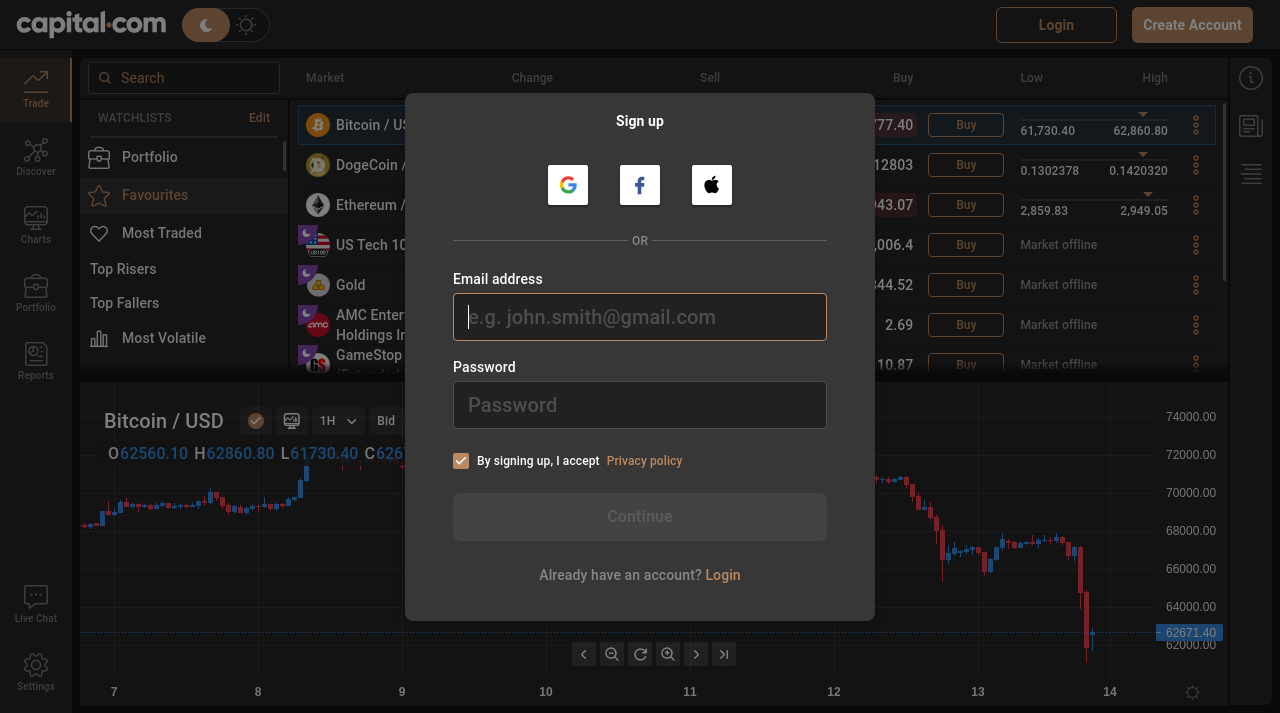 capital.com
Login
Create Account
Search
Market
Change
Sell
Buy
Low
High
Trade
WATCHLISTS
Edit
Sign up
Bitcoin /
77.40
Buy
61,730.40
62,860.80
Discover
Portfolio
DogeCoin /
12803
Buy
0.1302378
0.1420320
Favourites
Ethereum /
43.07
Buy
2,859.83
2,949.05
Charts
Most Traded
US Tech 10
,006.4
Buy
Market offline
OR
Top Risers
Gold
44.52
Buy
Market offline
Email address
Portfolio
Top Fallers
AMC Enter
Holdings In
2.69
Buy
Market offline
e.g. john.smith@gmail.com
Most Volatile
GameStop
10.87
Buy
Market offline
Reports
Password
Password
Bitcoin / USD
1H
Bid
O62560.10 H62860.80 L61730.40 C6267
By signing up, I accept Privacy policy
Continue
Already have an account? Login
74000.00
72000.00
70000.00
68000.00
66000.00
64000.00
62671.40
62000.00
Live Chat
Settings
7
8
9
10
11
12
13
14